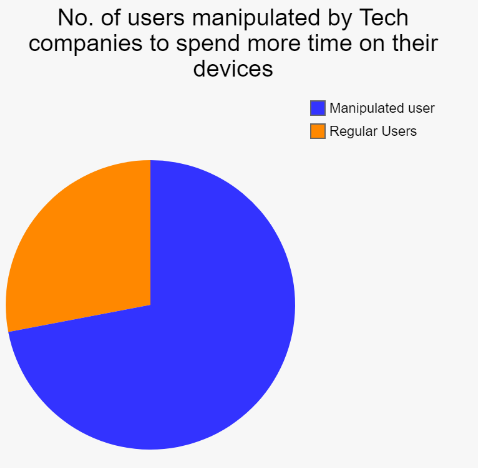 No. of users manipulated by Tech
companies to spend more time on their
devices
Manipulated user
Regular Users